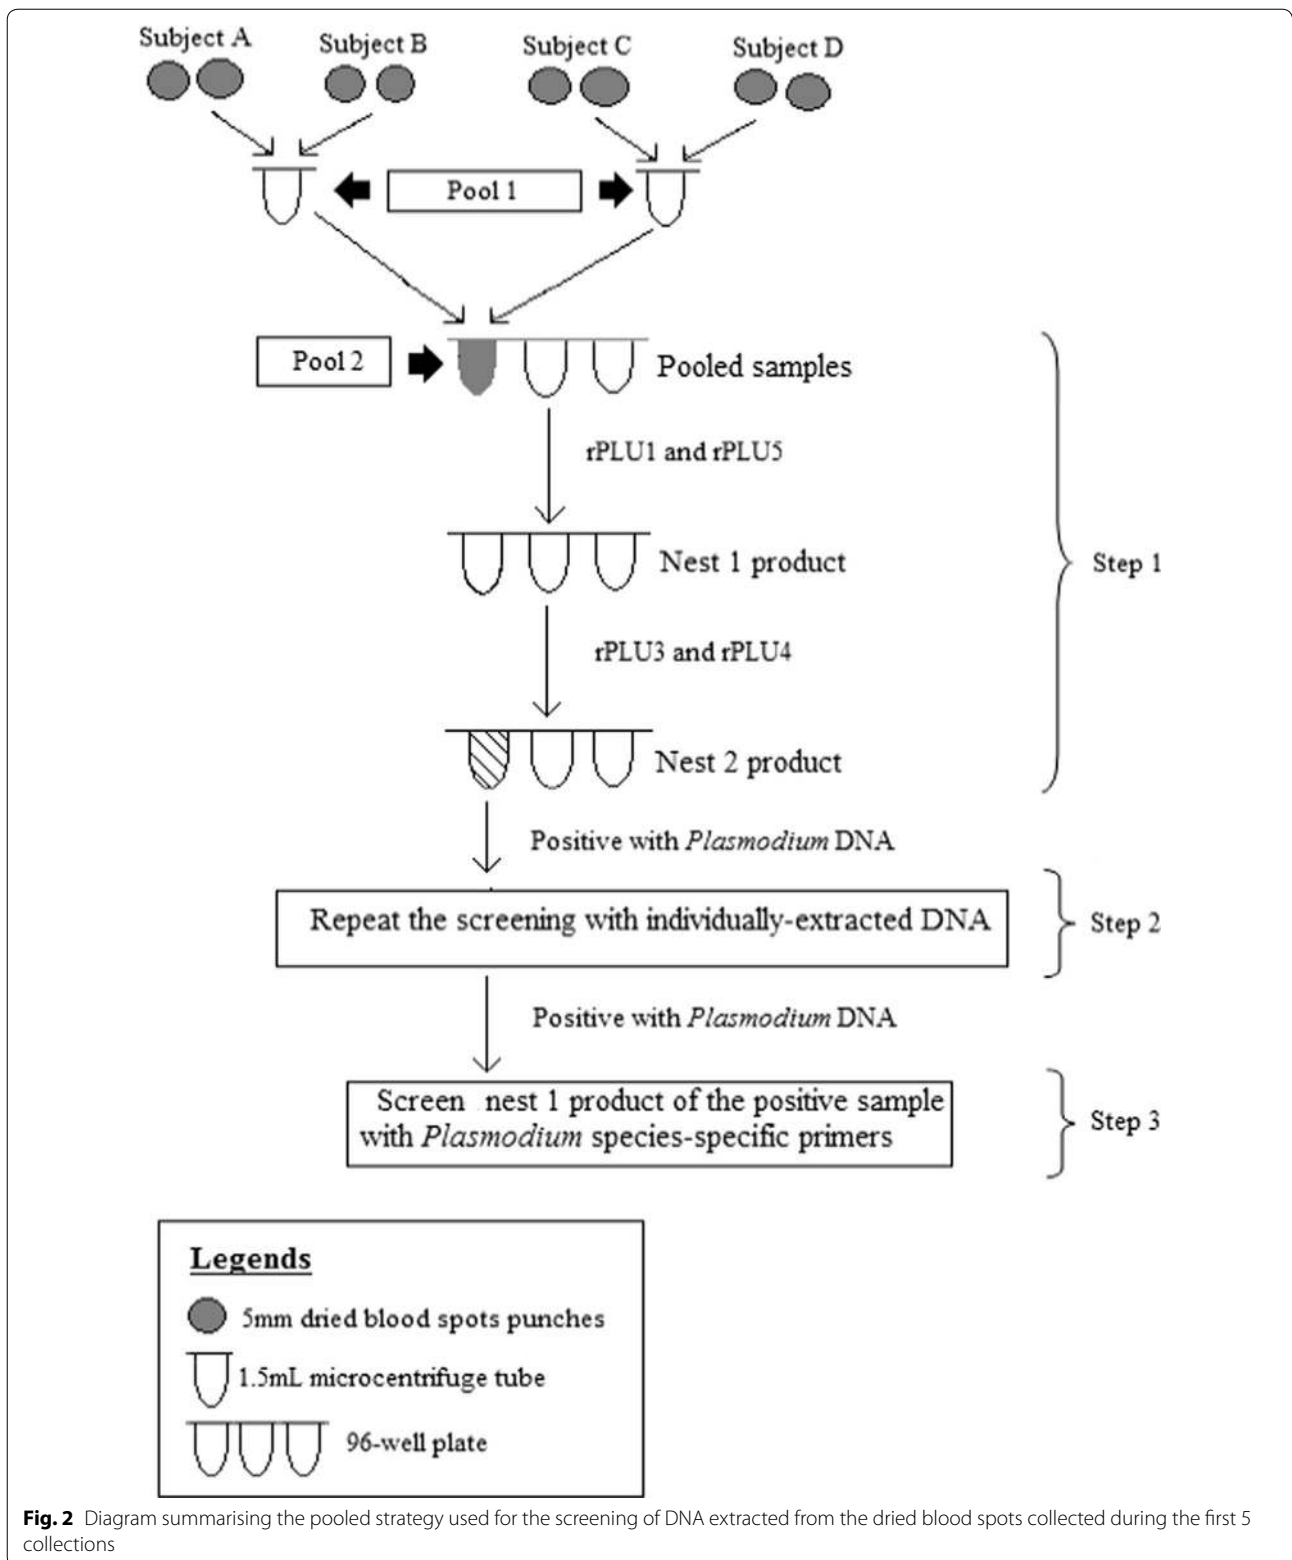 Subject A
Subject B
Subject C
Subject D
Pool 1
Pool 2
Pooled samples
rPLU1 and rPLU5
Nest 1 product
Step 1
rPLU3 and rPLU4
Nest 2 product
Positive with Plasmodium DNA
Repeat the screening with individually-extracted DNA
Step 2
Positive with Plasmodium DNA
Screen nest 1 product of the positive sample
with Plasmodium species-specific primers
Step 3
Legends
5mm dried blood spots punches
1.5mL microcentrifuge tube
96-well plate
Fig. 2 Diagram summarising the pooled strategy used for the screening of DNA extracted from the dried blood spots collected during the first 5
collections